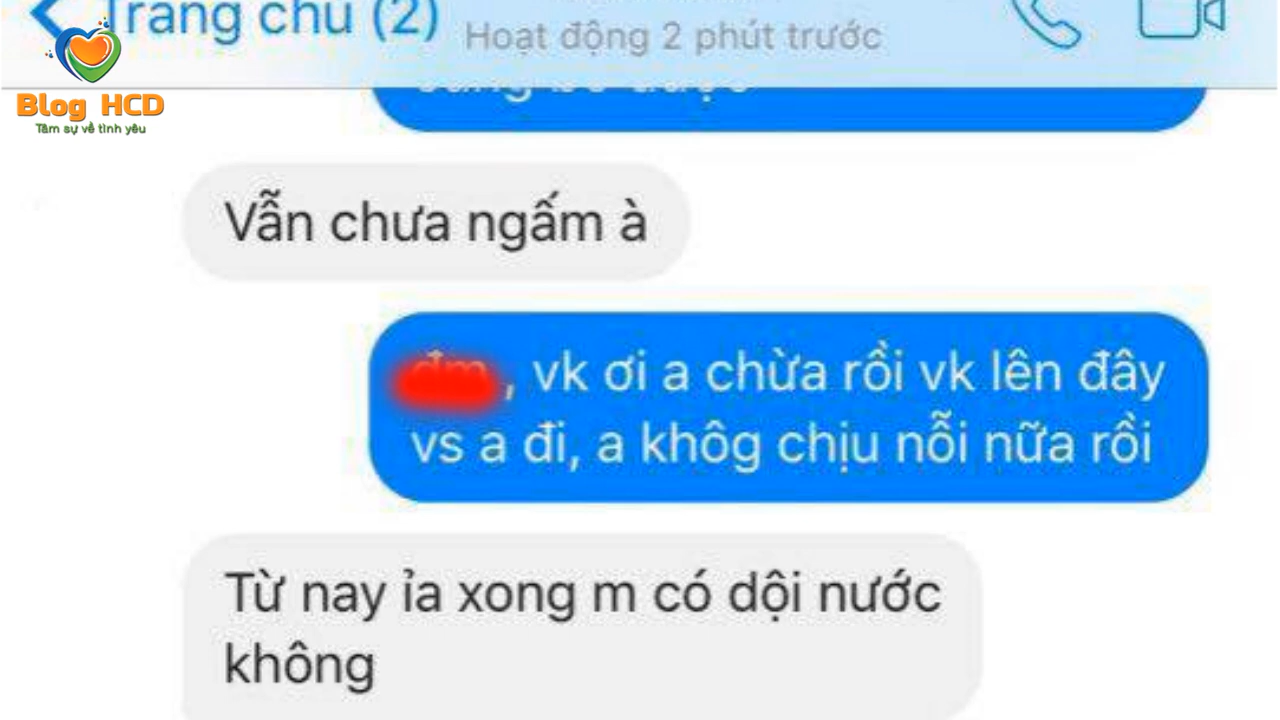 Trang chủ (2)
Hoạt động 2 phút trước
Blog HCD
Tâm sự về tình yêu
Vẫn chưa ngấm à
, vk ơi a chừa rồi vk lên đây
vs a đi, a khôg chịu nỗi nữa rồi
Từ nay ỉa xong m có dội nước
không